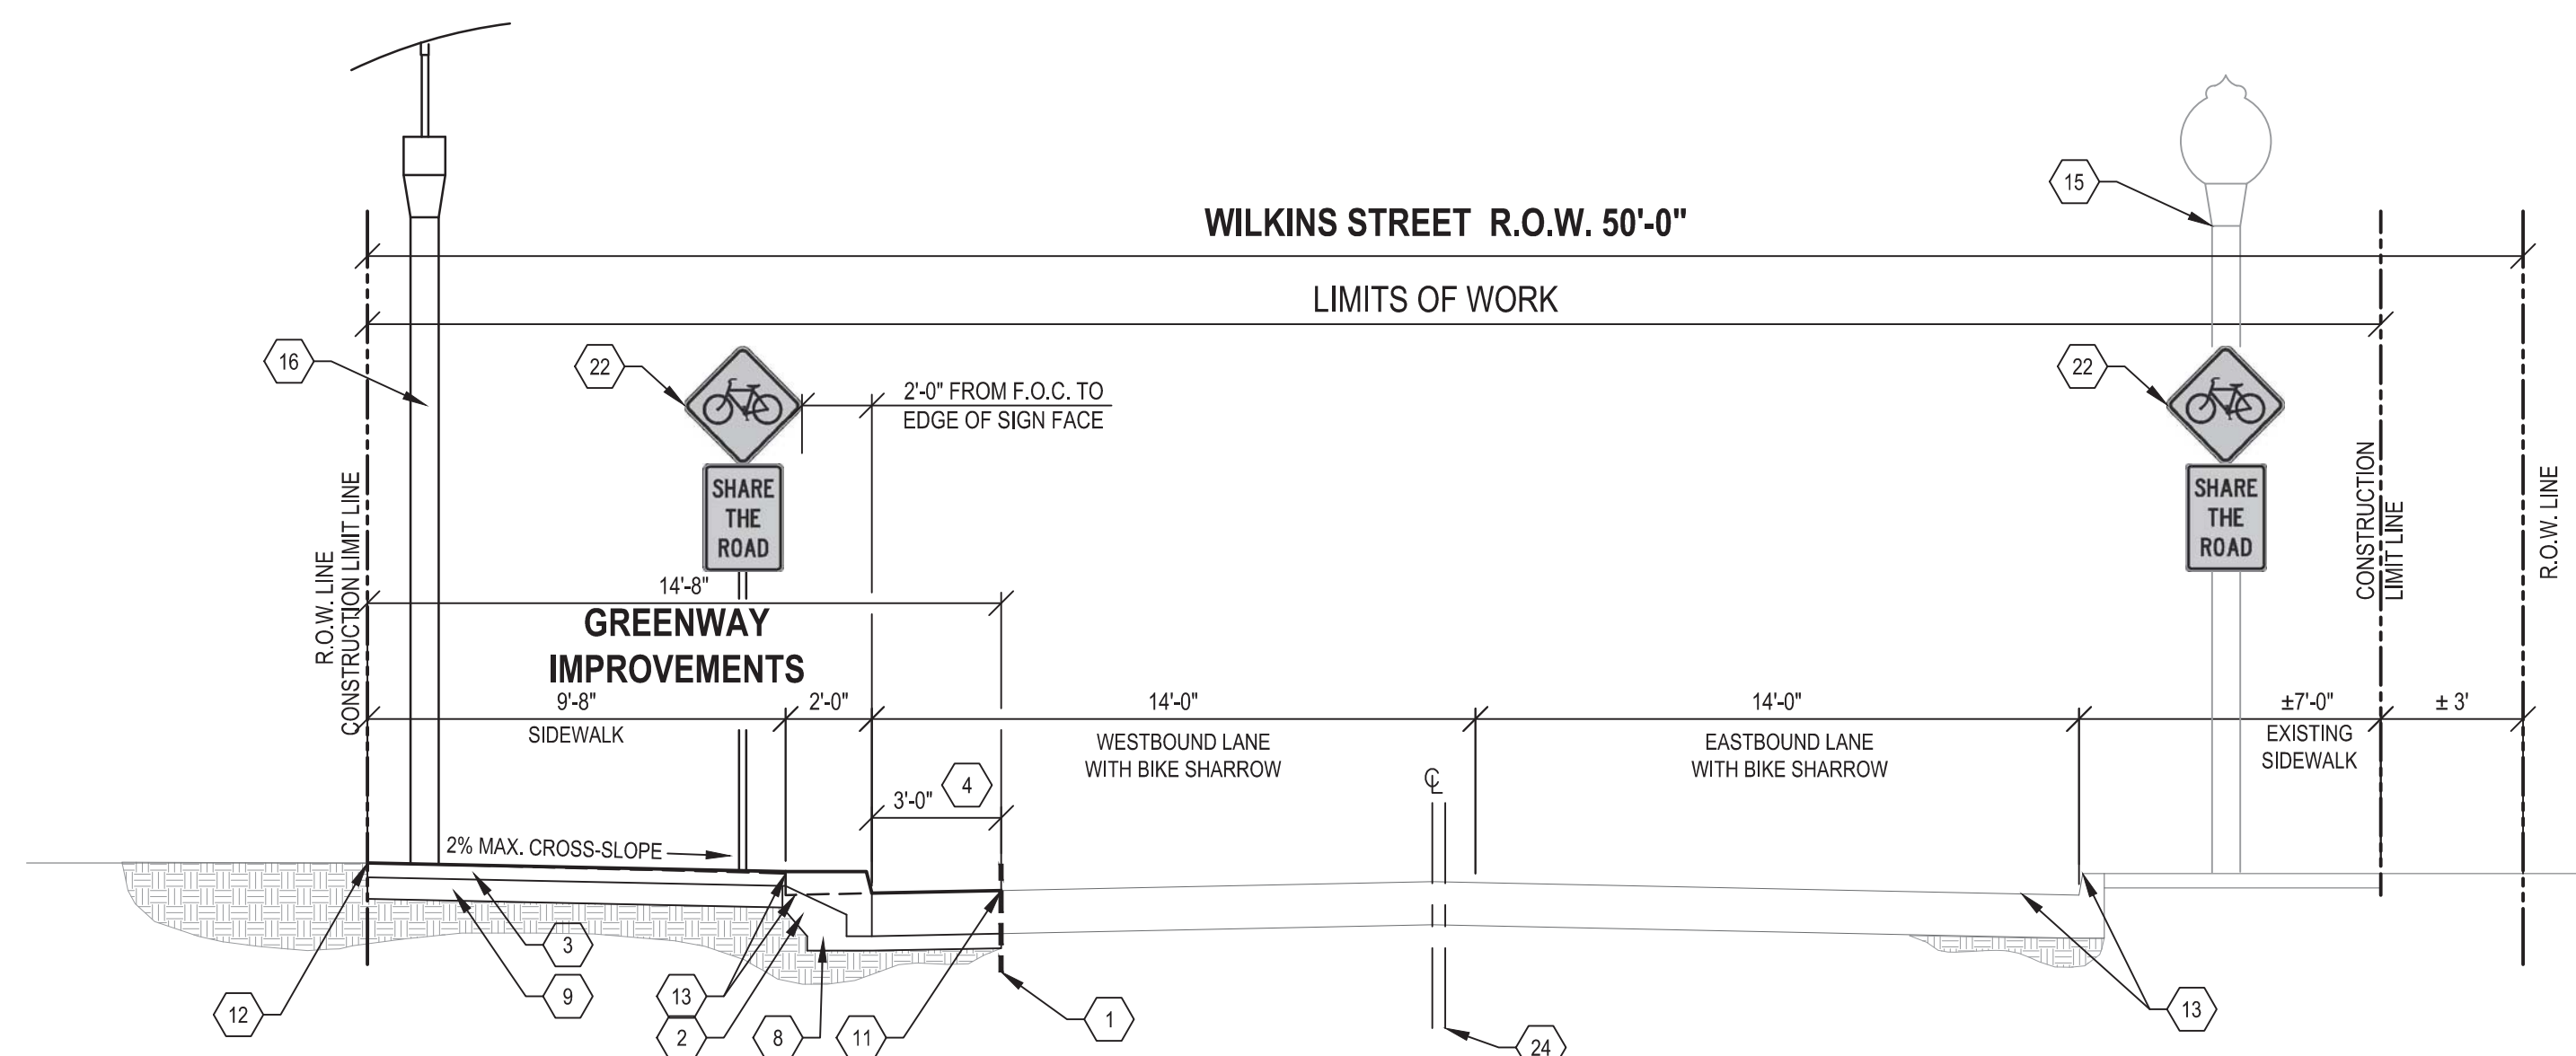 15
WILKINS STREET R.O.W. 50'-0"
LIMITS OF WORK
16
22
22
2'-0" FROM F.O.C. TO
EDGE OF SIGN FACE
SHARE
THE
ROAD
SHARE
THE
ROAD
R.O.W. LINE
CONSTRUCTION LIMIT LINE
CONSTRUCTION
LIMIT LINE
R.O.W. LINE
14'-8"
GREENWAY
IMPROVEMENTS
9'-8"
SIDEWALK
2'-0"
14'-0"
WESTBOUND LANE
WITH BIKE SHARROW
14'-0"
EASTBOUND LANE
WITH BIKE SHARROW
±7'-0"
EXISTING
SIDEWALK
± 3'
3'-0"
4
℄
2% MAX. CROSS-SLOPE
3
9
12
13
2
8
11
1
24
13